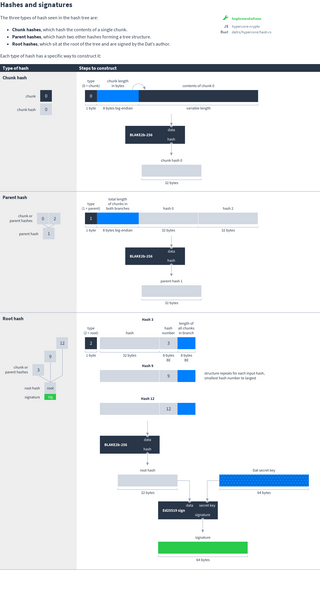 Hashes and signatures
The three types of hash seen in the hash tree are:
• Chunk hashes, which hash the contents of a single chunk.
• Parent hashes, which hash two other hashes forming a tree structure.
• Root hashes, which sit at the root of the tree and are signed by the Dat's author.
Each type of hash has a specific way to construct it:
Implementations
JS hypercore-crypto
Rust datrs/hypercore
Type of hash Steps to construct
Chunk hash
type chunk length contents of chunk 0
(0 = chunk) in bytes
chunk 0
0
chunk hash 0
1 byte 8 bytes big-endian variable length
data
BLAKE2b-256
hash
chunk hash 0
32 bytes
Parent hash
type total length hash 0 hash 2
(1 = parent) of chunks in
both branches
chunk or
parent hashes 0 2
1
parent hash 1
1 byte 8 bytes big-endian 32 bytes 32 bytes
data
BLAKE2b-256
hash
parent hash 1
32 bytes
Root hash
Hash 3
type hash hash length of
(2 = root) number all chunks
in branch
12
2 3
1 byte 32 bytes 8 bytes 8 bytes
BE BE
9
Hash 9
chunk or
parent hashes 3
9
structure repeats for each input hash,
smallest hash number to largest
root hash root
signature sig
Hash 12
12
data
BLAKE2b-256
hash
root hash
Dat secret key
32 bytes
64 bytes
data secret key
Ed25519 sign
signature
signature
64 bytes